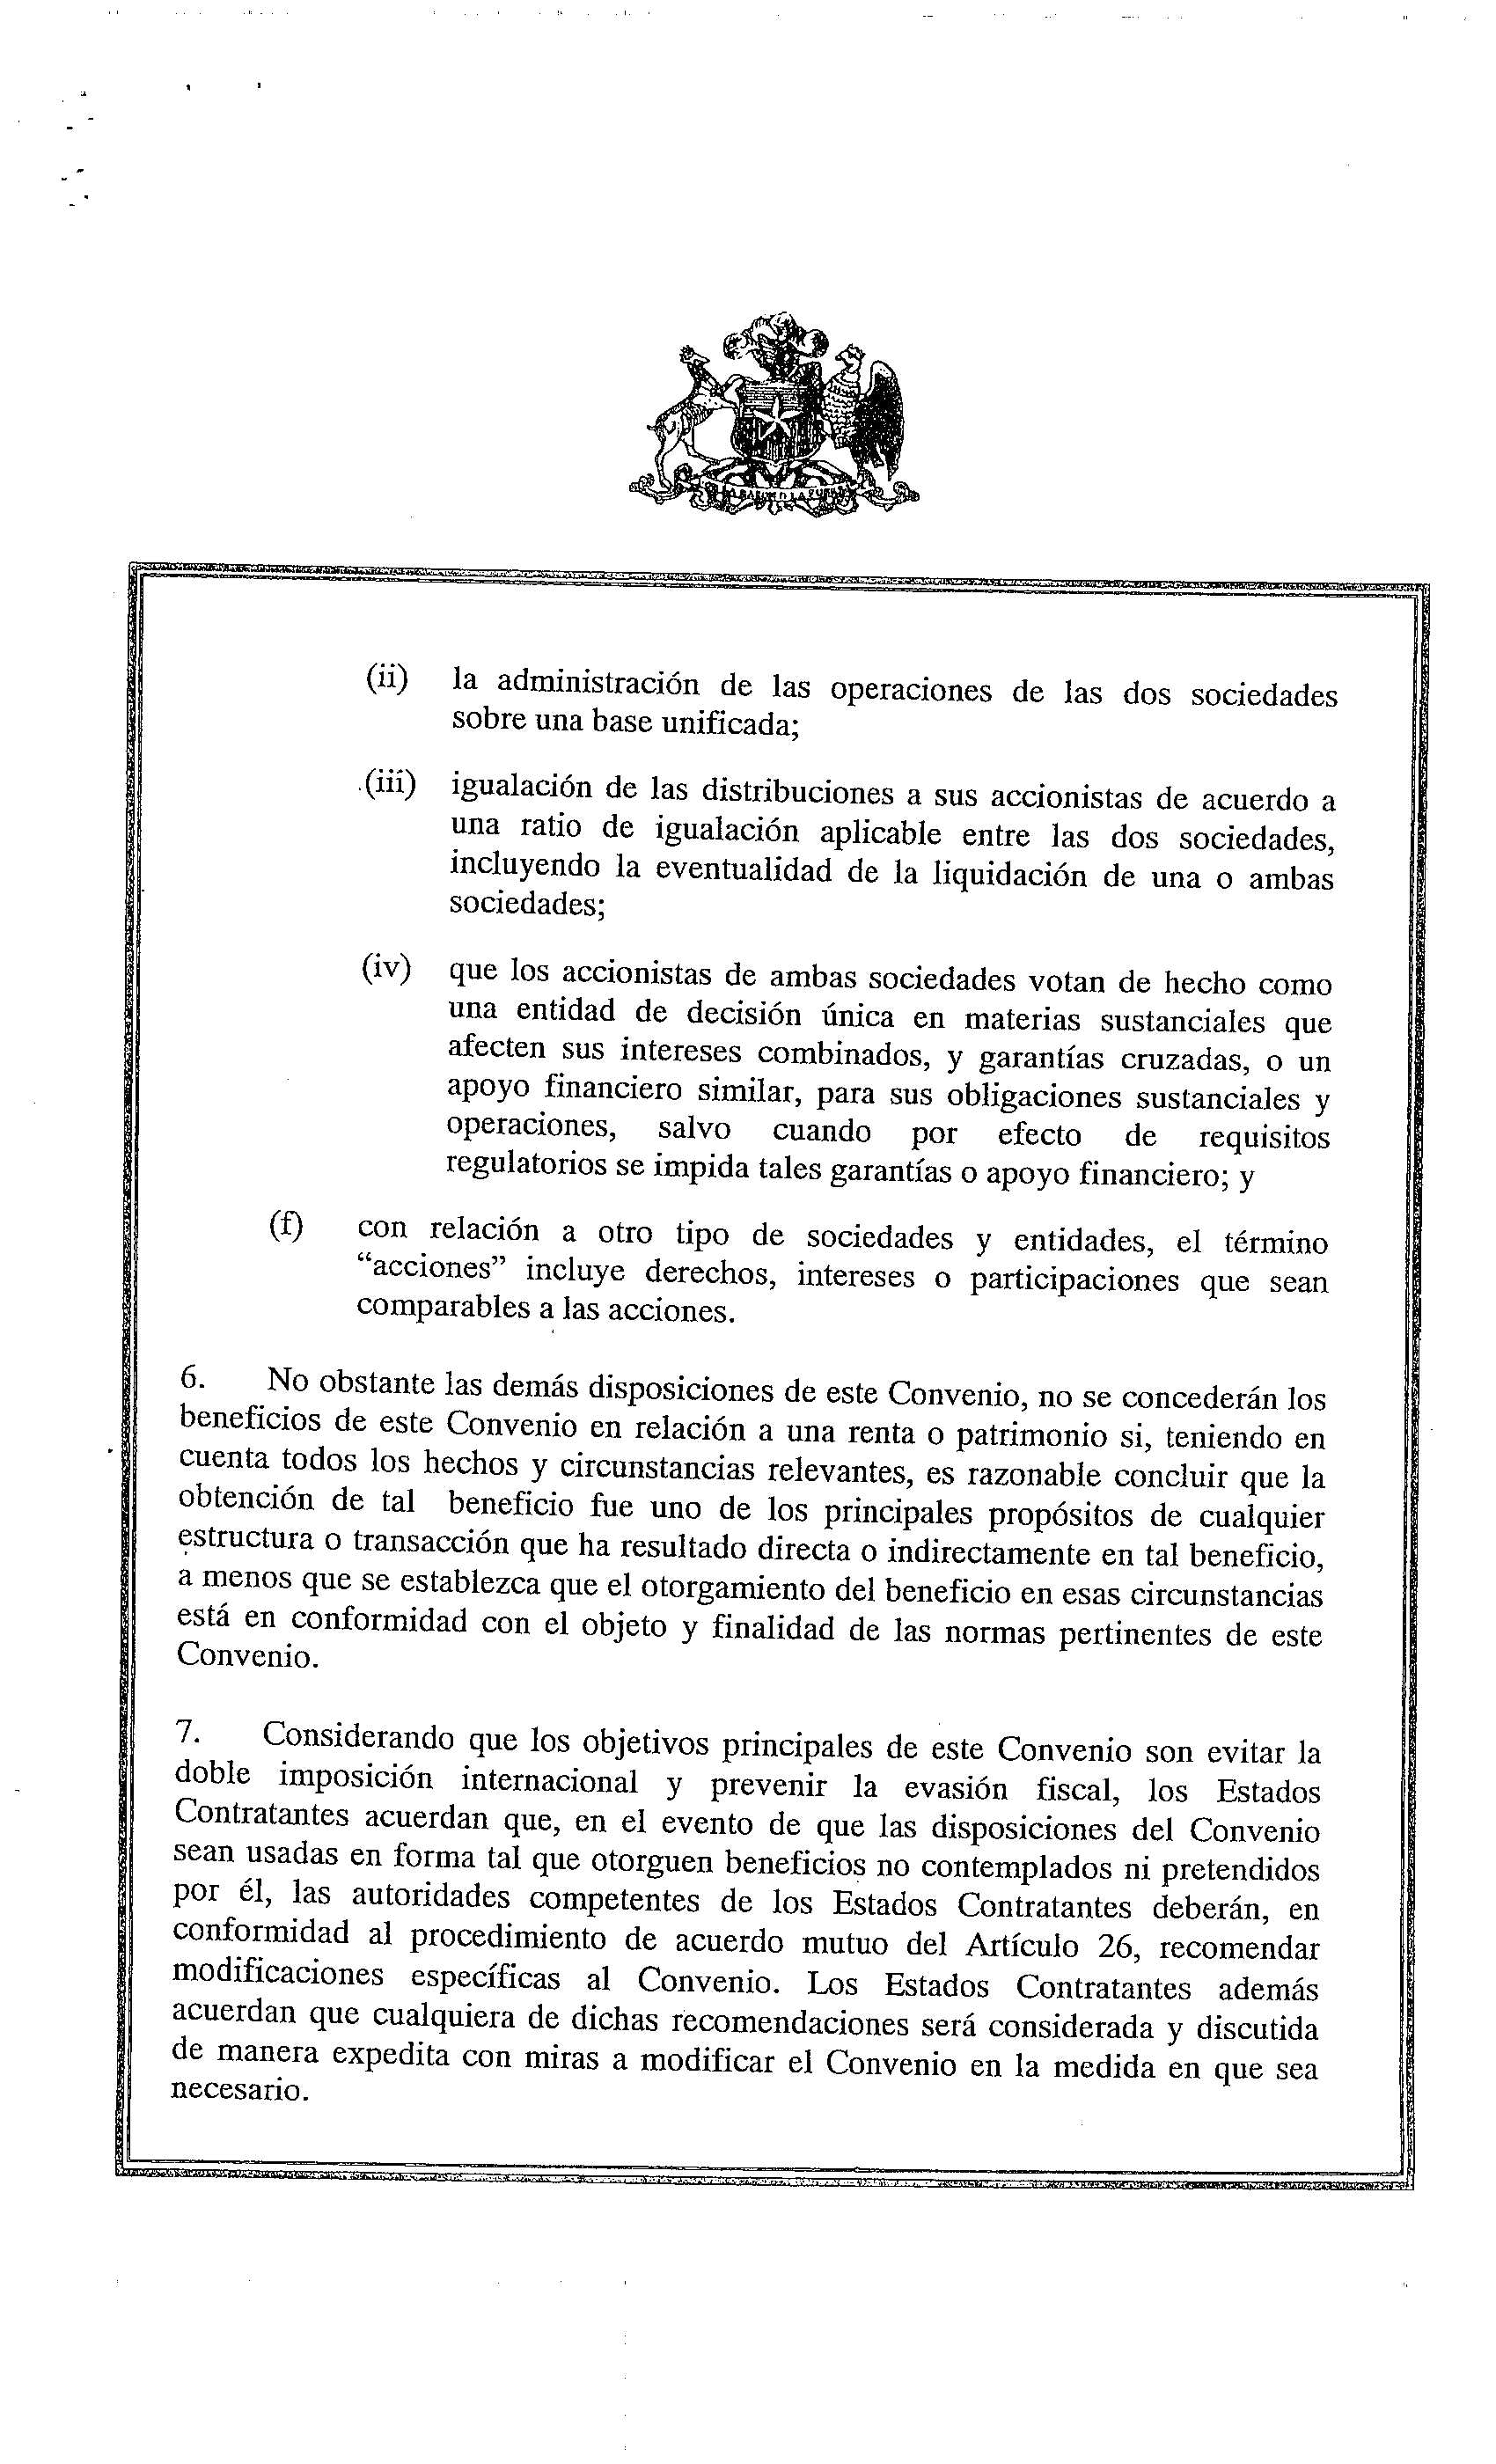 (ii) la administración de las operaciones de las dos sociedades
sobre una base unificada;
(iii) igualación de las distribuciones a sus accionistas de acuerdo a
una ratio de igualación aplicable entre las dos sociedades,
incluyendo la eventualidad de la liquidación de una o ambas
sociedades;
(iv) que los accionistas de ambas sociedades votan de hecho como
una entidad de decisión única en materias sustanciales que
afecten sus intereses combinados, y garantías cruzadas, o un
apoyo financiero similar, para sus obligaciones sustanciales y
operaciones, salvo cuando por efecto de requisitos
regulatorios se impida tales garantías o apoyo financiero; y
(f) con relación a otro tipo de sociedades y entidades, el término
“acciones” incluye derechos, intereses o participaciones que sean
comparables a las acciones.
6. No obstante las demás disposiciones de este Convenio, no se concederán los
beneficios de este Convenio en relación a una renta o patrimonio si, teniendo en
cuenta todos los hechos y circunstancias relevantes, es razonable concluir que la
obtención de tal beneficio fue uno de los principales propósitos de cualquier
estructura o transacción que ha resultado directa o indirectamente en tal beneficio,
a menos que se establezca que el otorgamiento del beneficio en esas circunstancias
está en conformidad con el objeto y finalidad de las normas pertinentes de este
Convenio.
7. Considerando que los objetivos principales de este Convenio son evitar la
doble imposición internacional y prevenir la evasión fiscal, los Estados
Contratantes acuerdan que, en el evento de que las disposiciones del Convenio
sean usadas en forma tal que otorguen beneficios no contemplados ni pretendidos
por él, las autoridades competentes de los Estados Contratantes deberán, en
conformidad al procedimiento de acuerdo mutuo del Artículo 26, recomendar
modificaciones específicas al Convenio. Los Estados Contratantes además
acuerdan que cualquiera de dichas recomendaciones será considerada y discutida
de manera expedita con miras a modificar el Convenio en la medida en que sea
necesario.